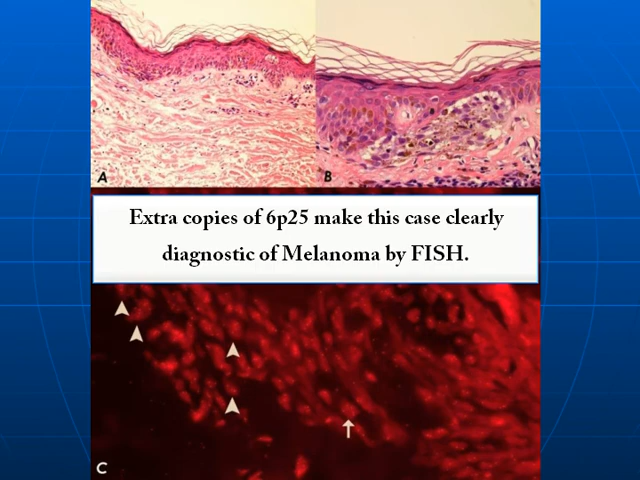 A
B
Extra copies of 6p25 make this case clearly
diagnostic of Melanoma by FISH.
C